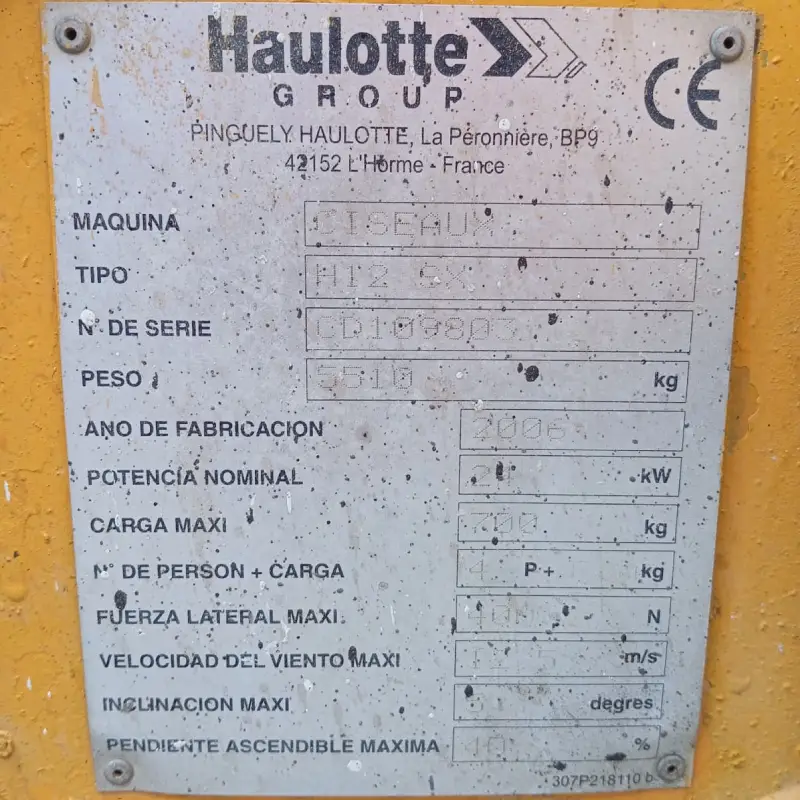 Haulotte
GROUP
CE
PINGUELY HAULOTTE, La Péronnière, BP9
42152 L'Horme - France
MAQUINA CISEAUX
TIPO H12 SX
N° DE SERIE CD109803
PESO 5510 kg
ANO DE FABRICACION 2006
POTENCIA NOMINAL kW
CARGA MAXI 700 kg
N° DE PERSON + CARGA 4 P+ kg
FUERZA LATERAL MAXI. N
VELOCIDAD DEL VIENTO MAXI m/s
INCLINACION MAXI degres
PENDIENTE ASCENDIBLE MAXIMA 40 %
307P218110 b